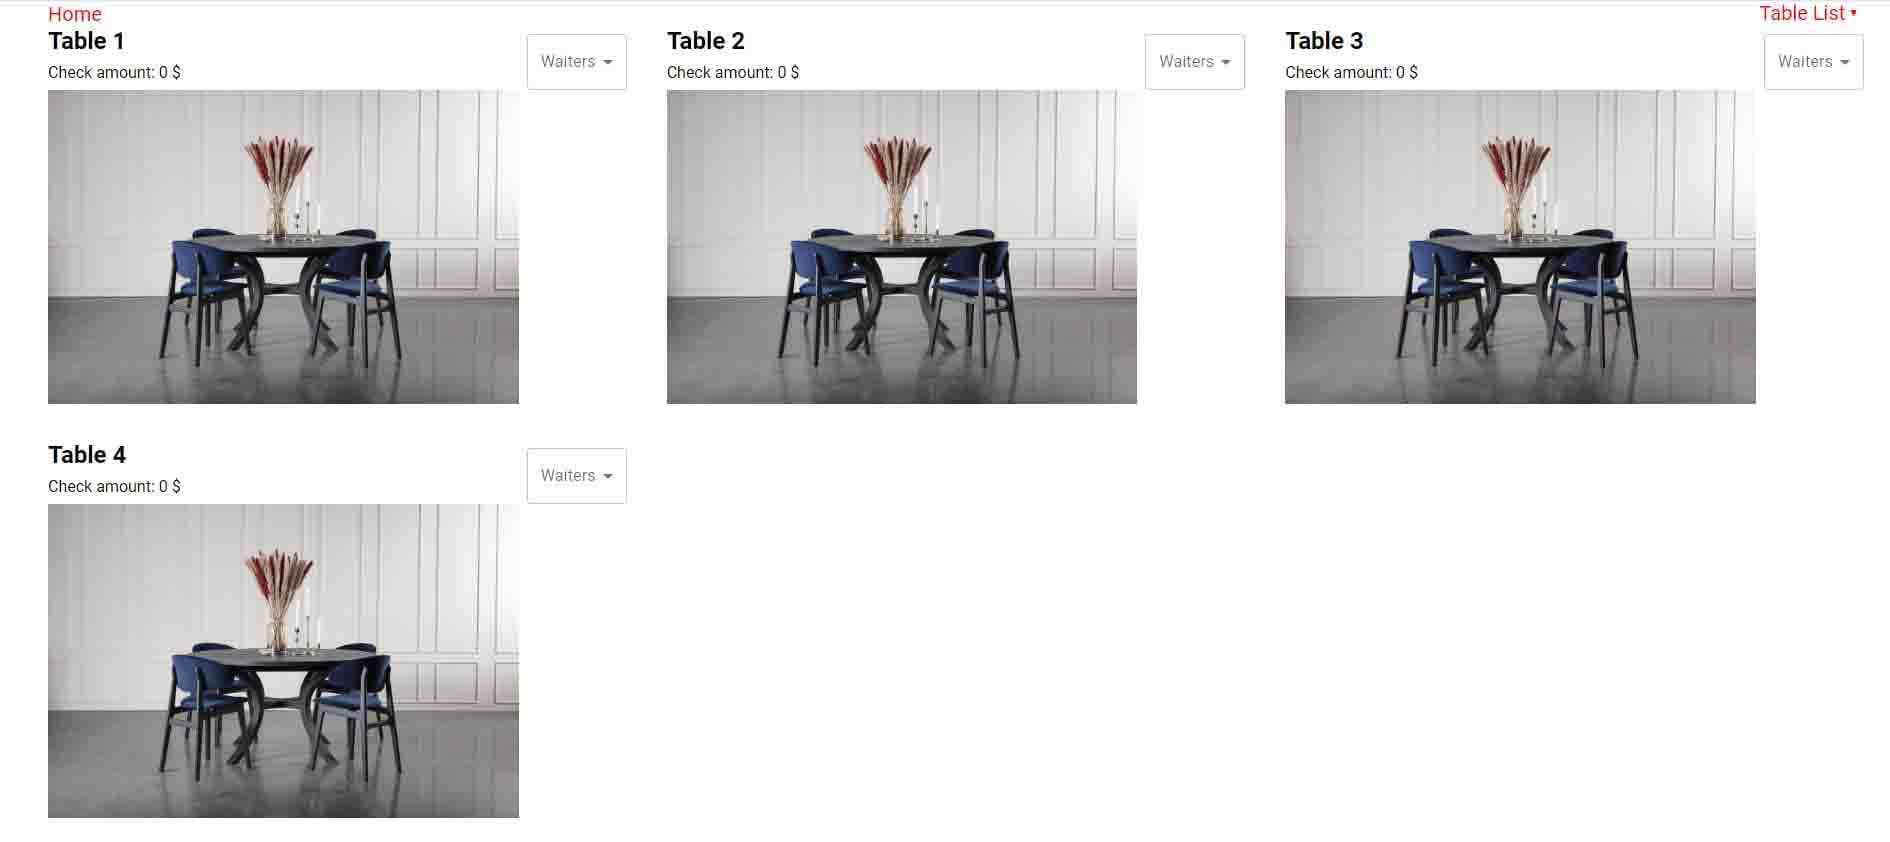 Home
Table List ▾
Table 1
Check amount: 0 $
Waiters
Table 2
Check amount: 0 $
Waiters
Table 3
Check amount: 0 $
Waiters
Table 4
Check amount: 0 $
Waiters